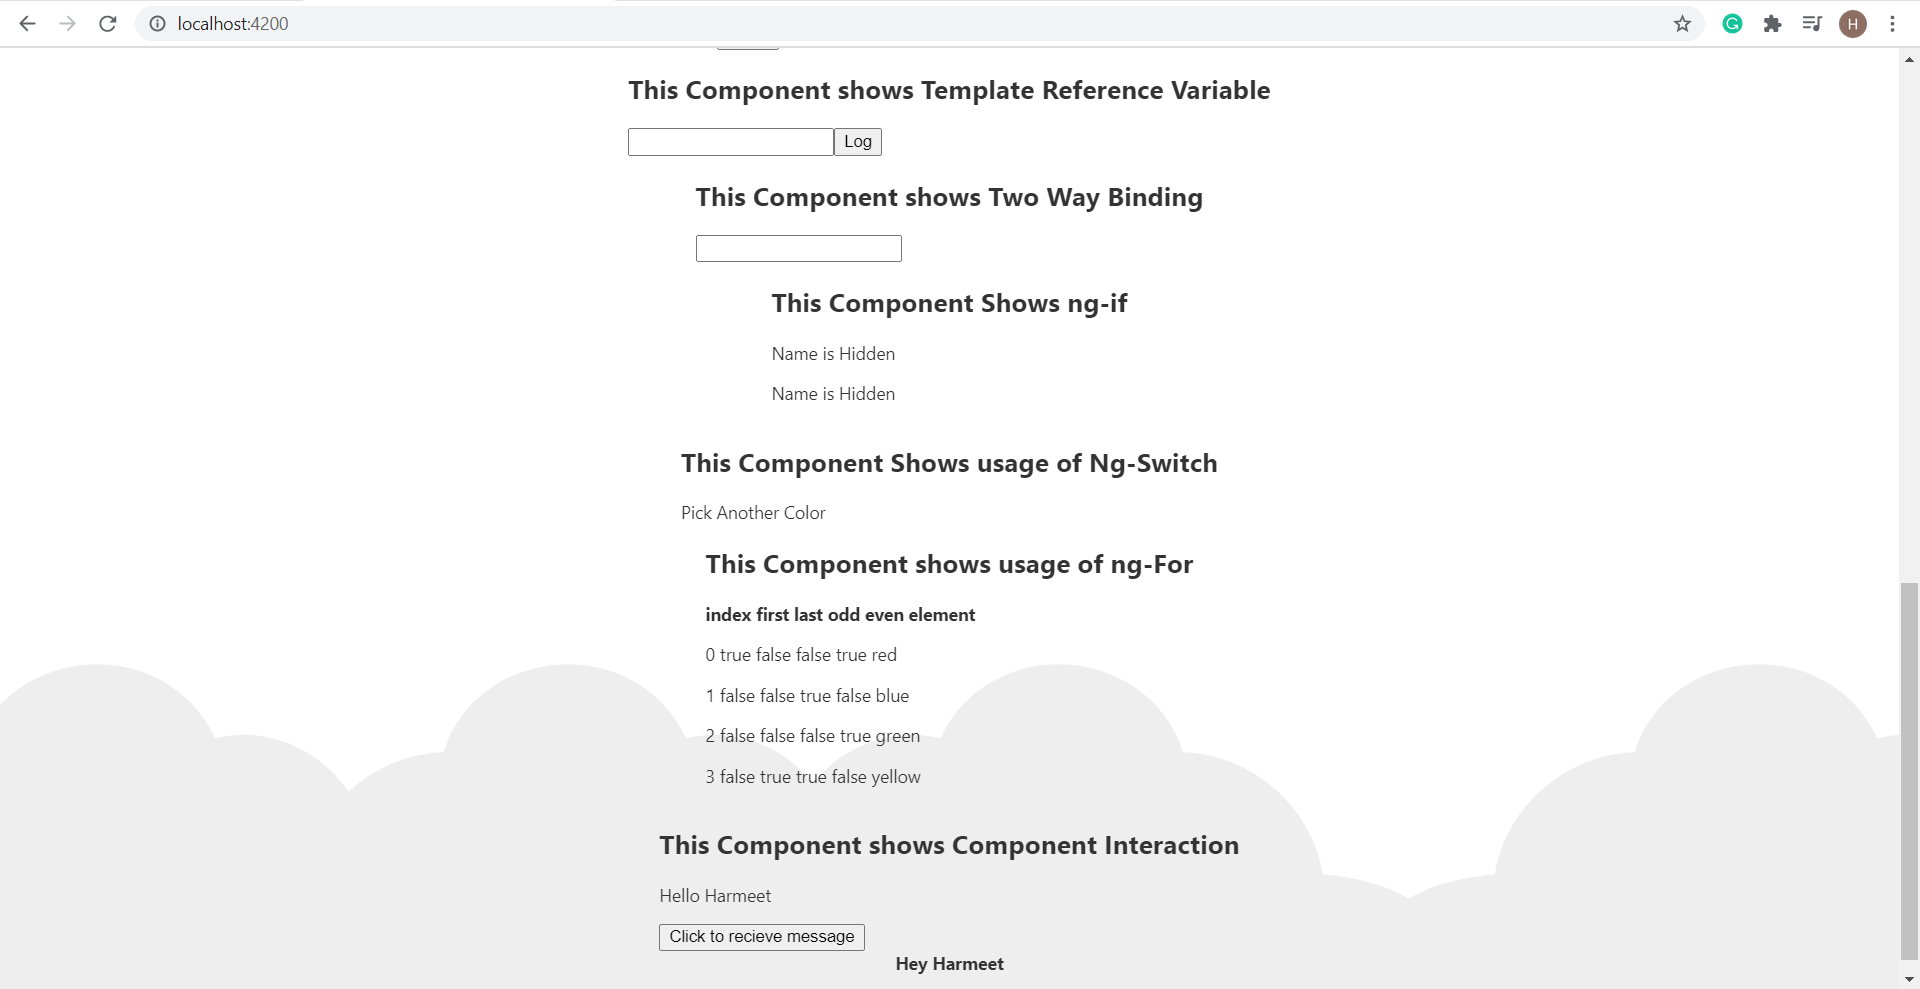 localhost:4200
H
This Component shows Template Reference Variable
Log
This Component shows Two Way Binding
This Component Shows ng-if
Name is Hidden
Name is Hidden
This Component Shows usage of Ng-Switch
Pick Another Color
This Component shows usage of ng-For
index first last odd even element
0 true false false true red
1 false false true false blue
2 false false false true green
3 false true true false yellow
This Component shows Component Interaction
Hello Harmeet
Click to recieve message
Hey Harmeet